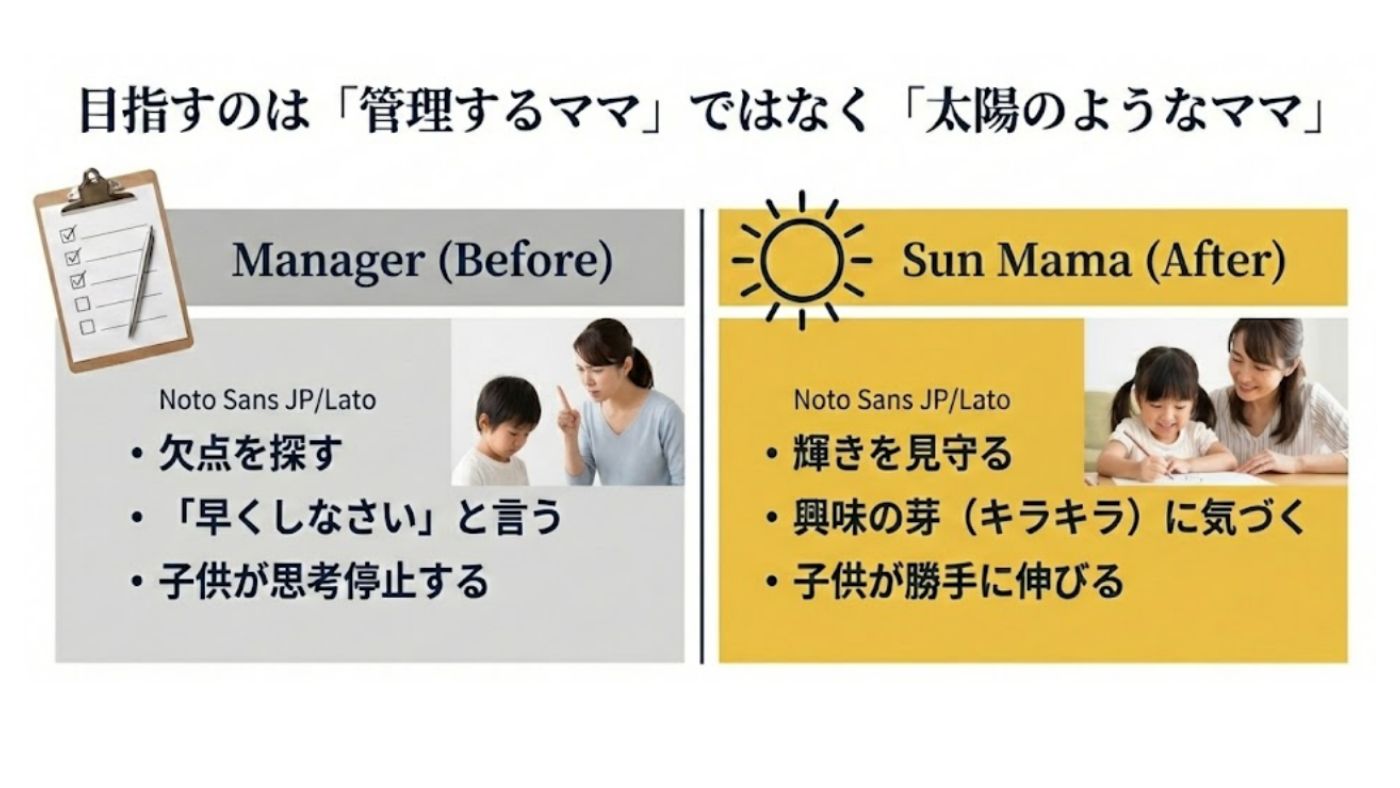 目指すのは「管理するママ」ではなく「太陽のようなママ」
Manager (Before)
Noto Sans JP/Lato
・欠点を探す
・「早くしなさい」と言う
・子供が思考停止する
Sun Mama (After)
Noto Sans JP/Lato
・輝きを見守る
・興味の芽（キラキラ）に気づく
・子供が勝手に伸びる